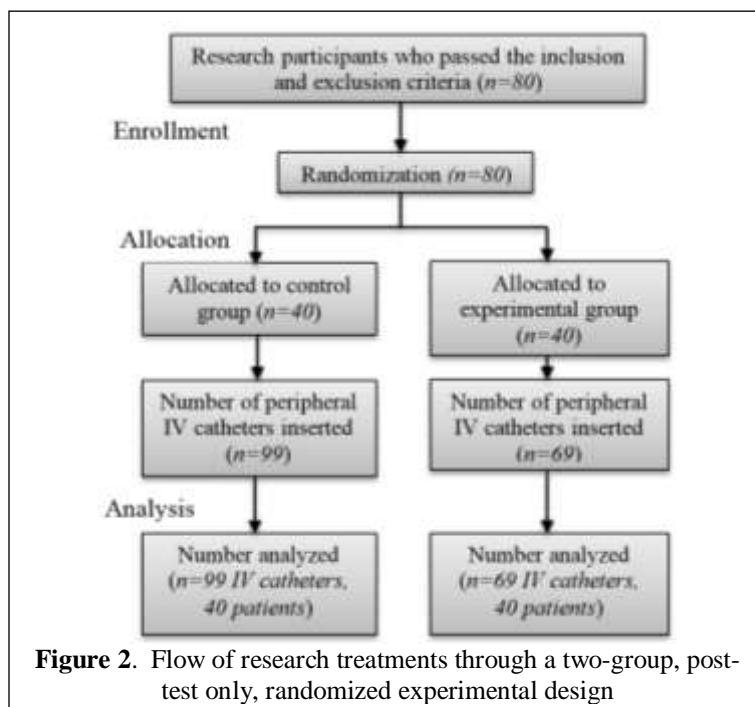 Research participants who passed the inclusion
and exclusion criteria (n=80)
Enrollment
Randomization (n=80)
Allocation
Allocated to control
group (n=40)
Allocated to
experimental group
(n=40)
Number of peripheral
IV catheters inserted
(n=99)
Number of peripheral
IV catheters inserted
(n=69)
Analysis
Number analyzed
(n=99 IV catheters,
40 patients)
Number analyzed
(n=69 IV catheters,
40 patients)
Figure 2. Flow of research treatments through a two-group, post-
test only, randomized experimental design